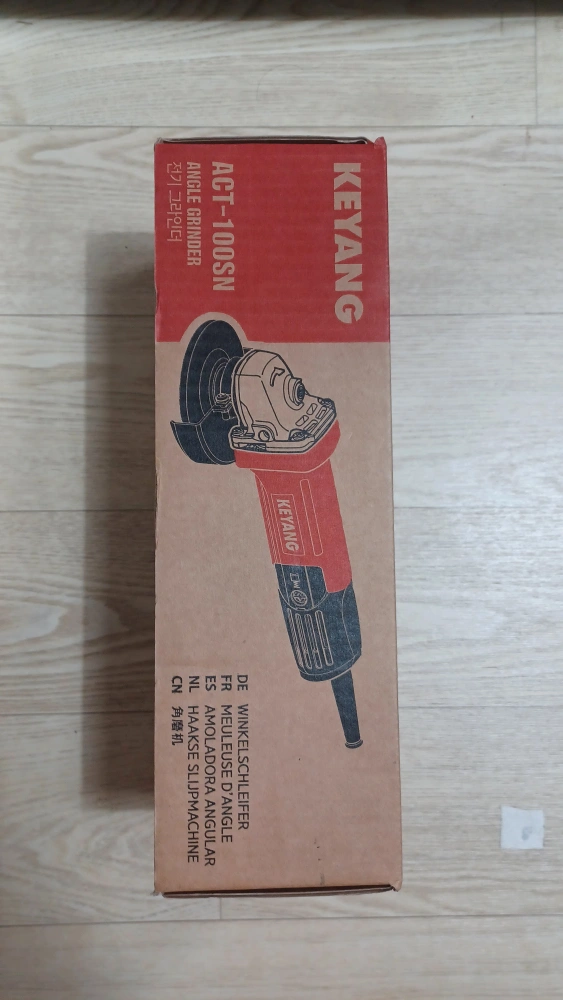 KEYANG
ACT-100SN
ANGLE GRINDER
전기 그라인더
KEYANG
DE WINKELSCHLEIFER
FR MEULEUSE D'ANGLE
ES AMOLADORA ANGULAR
NL HAAKSE SLIJPMACHINE
CN 角磨机